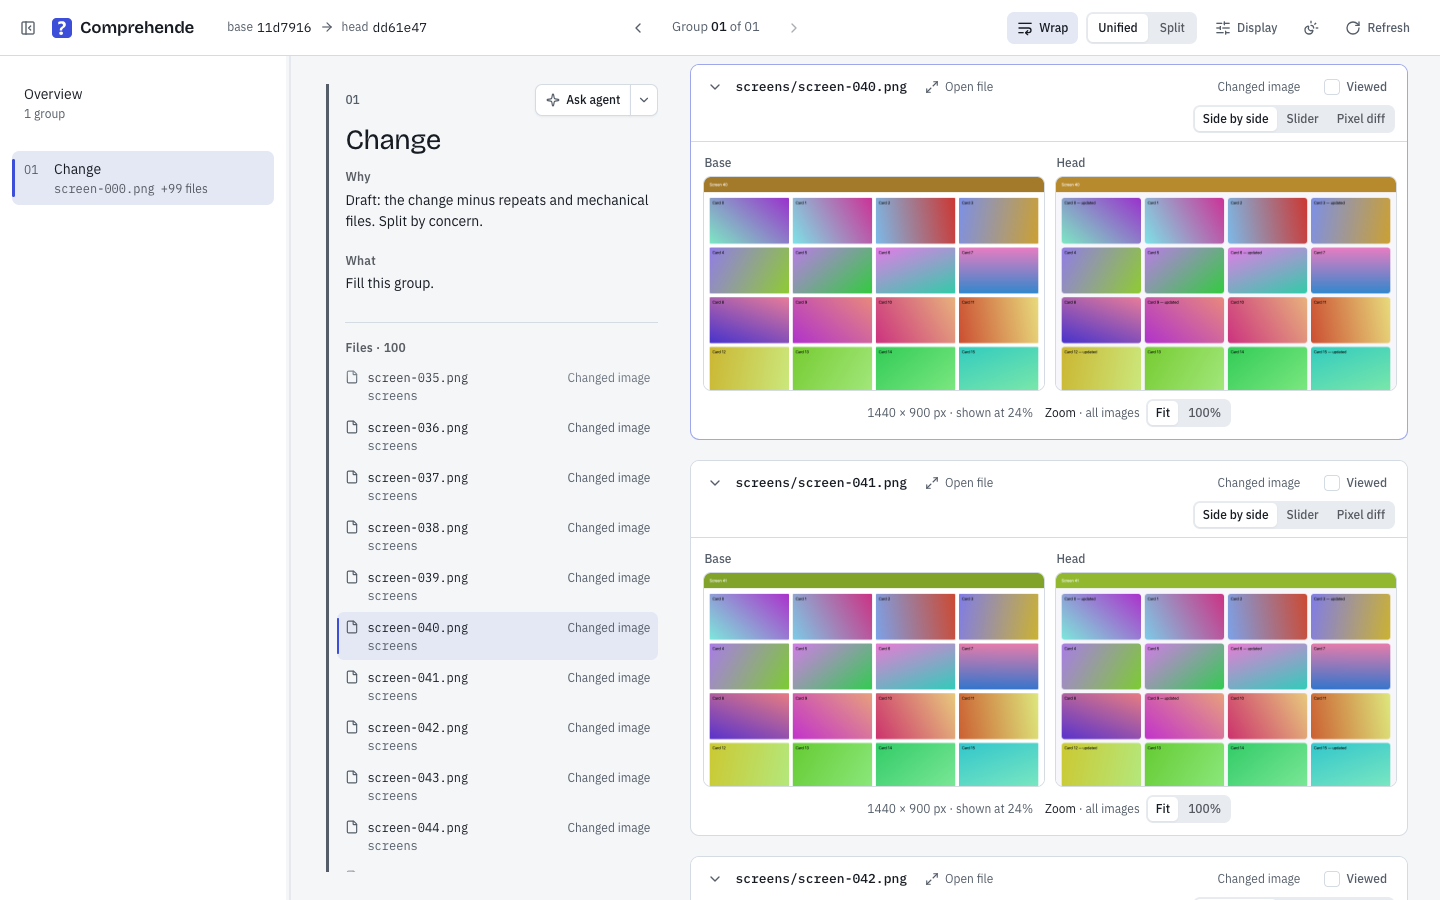 Comprehende
base 11d7916 → head dd61e47
Group 01 of 01
Wrap
Unified Split
Display
Refresh
Overview
1 group
01 Change
screen-000.png +99 files
01
Ask agent
Change
Why
Draft: the change minus repeats and mechanical
files. Split by concern.
What
Fill this group.
Files · 100
screen-035.png Changed image
screens
screen-036.png Changed image
screens
screen-037.png Changed image
screens
screen-038.png Changed image
screens
screen-039.png Changed image
screens
screen-040.png Changed image
screens
screen-041.png Changed image
screens
screen-042.png Changed image
screens
screen-043.png Changed image
screens
screen-044.png Changed image
screens
screens/screen-040.png Open file Changed image Viewed
Side by side Slider Pixel diff
Base Head
1440 × 900 px · shown at 24% Zoom · all images Fit 100%
screens/screen-041.png Open file Changed image Viewed
Side by side Slider Pixel diff
Base Head
1440 × 900 px · shown at 24% Zoom · all images Fit 100%
screens/screen-042.png Open file Changed image Viewed